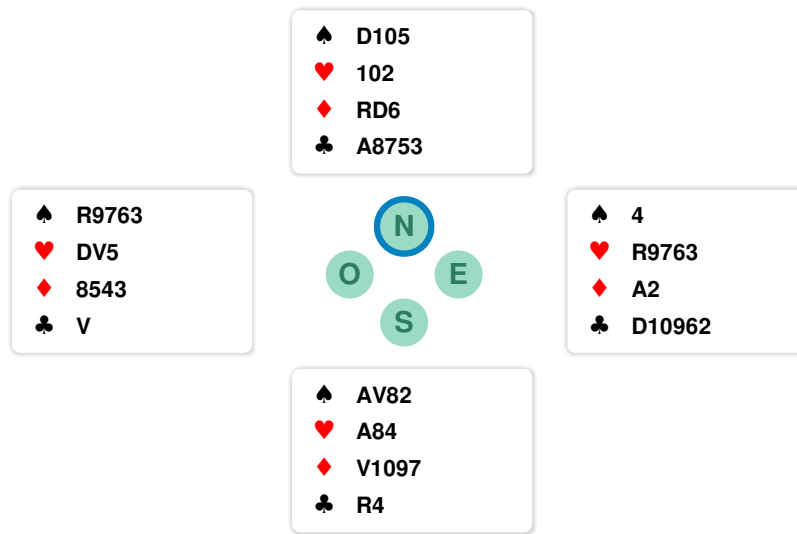 ♠ D105
♥ 102
♦ RD6
♣ A8753
♠ R9763
♥ DV5
♦ 8543
♣ V
N
O
E
S
♠ 4
♥ R9763
♦ A2
♣ D10962
♠ AV82
♥ A84
♦ V1097
♣ R4